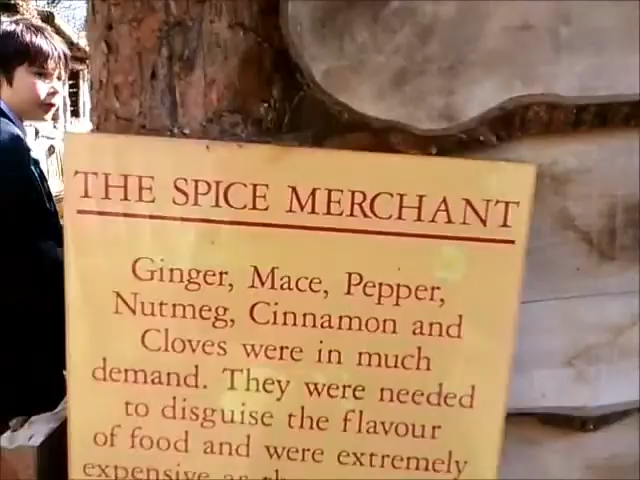 THE SPICE MERCHANT
Ginger, Mace, Pepper,
Nutmeg, Cinnamon and
Cloves were in much
demand. They were needed
to disguise the flavour
of food and were extremely
expensive as